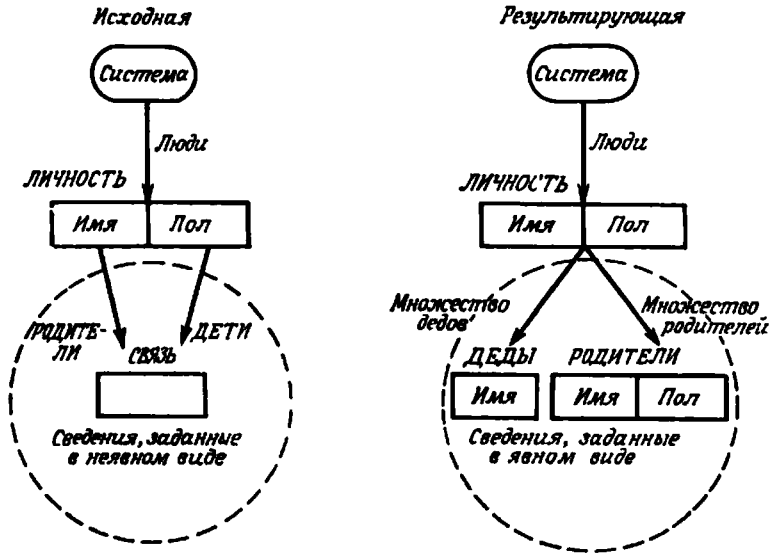 Исходная
Система
Люди
ЛИЧНОСТЬ
Имя
Пол
РОДИТЕ-
ЛИ
ДЕТИ
СВЯЗЬ
Сведения, заданные
в неявном виде
Результирующая
Система
Люди
ЛИЧНОСТЬ
Имя
Пол
Множество
дедов'
Множество
родителей
ДЕДЫ
РОДИТЕЛИ
Имя
Имя
Пол
Сведения, заданные
в явном виде